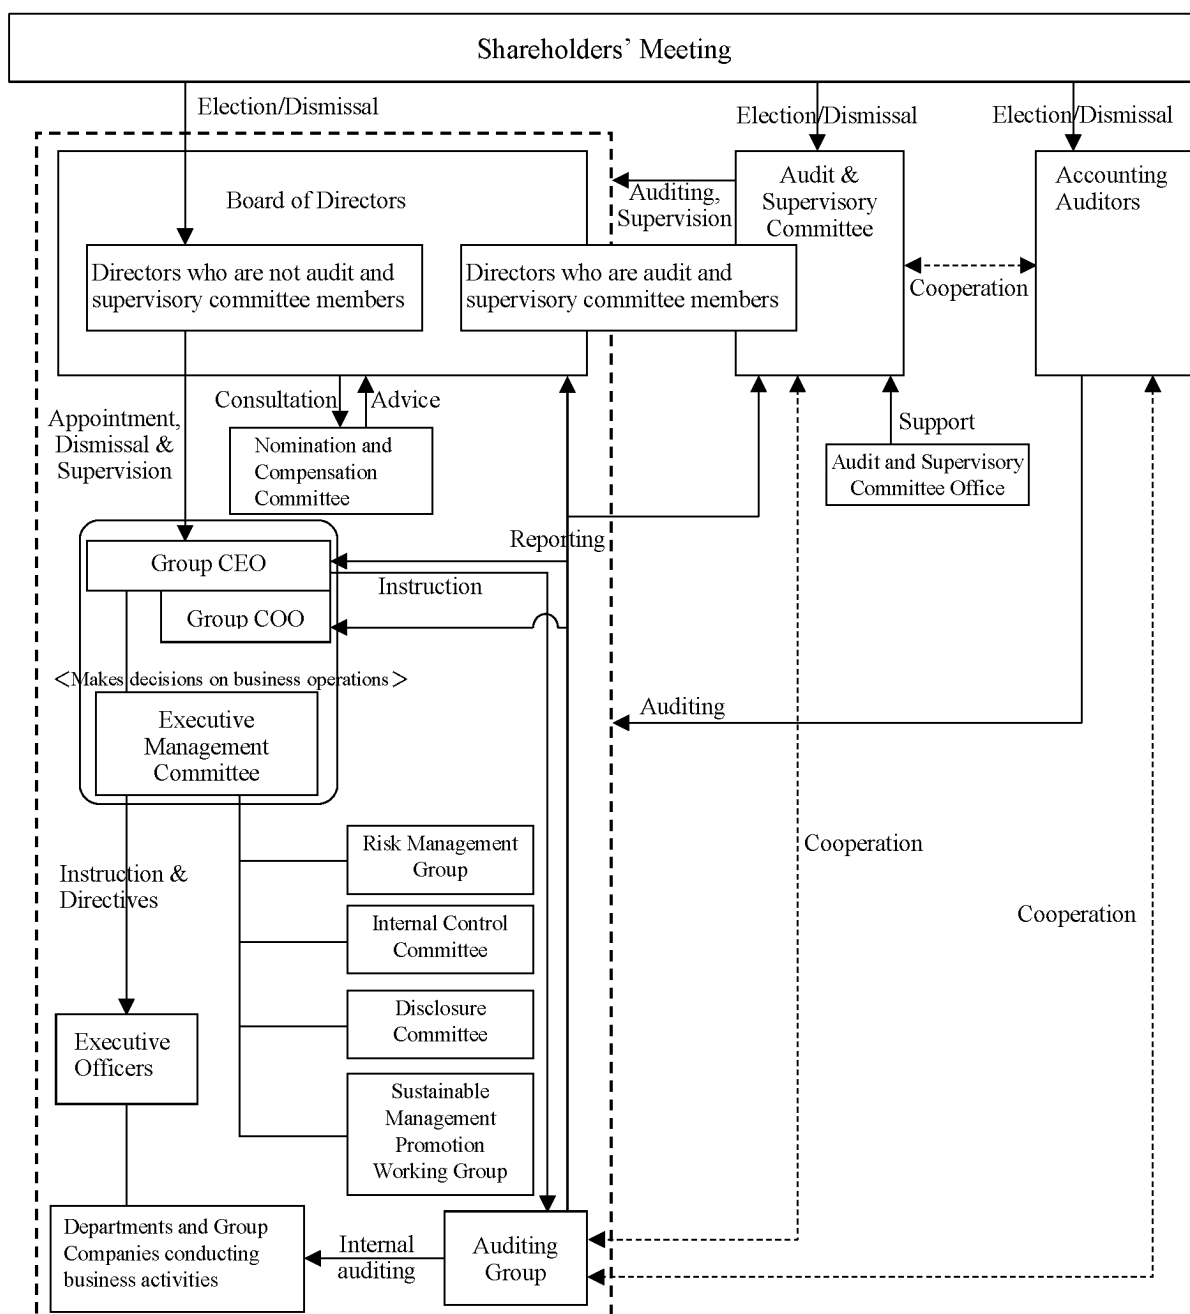 Shareholders’ Meeting
Election/Dismissal
Election/Dismissal
Election/Dismissal
Board of Directors
Auditing,
Supervision
Audit &
Supervisory
Committee
Accounting
Auditors
Directors who are not audit and
supervisory committee members
Directors who are audit and
supervisory committee members
Cooperation
Appointment,
Dismissal &
Supervision
Consultation
Advice
Nomination and
Compensation
Committee
Support
Audit and Supervisory
Committee Office
Reporting
Group CEO
Instruction
Group COO
<Makes decisions on business operations>
Executive
Management
Committee
Auditing
Risk Management
Group
Cooperation
Instruction &
Directives
Internal Control
Committee
Cooperation
Disclosure
Committee
Executive
Officers
Sustainable
Management
Promotion
Working Group
Departments and Group
Companies conducting
business activities
Internal
auditing
Auditing
Group